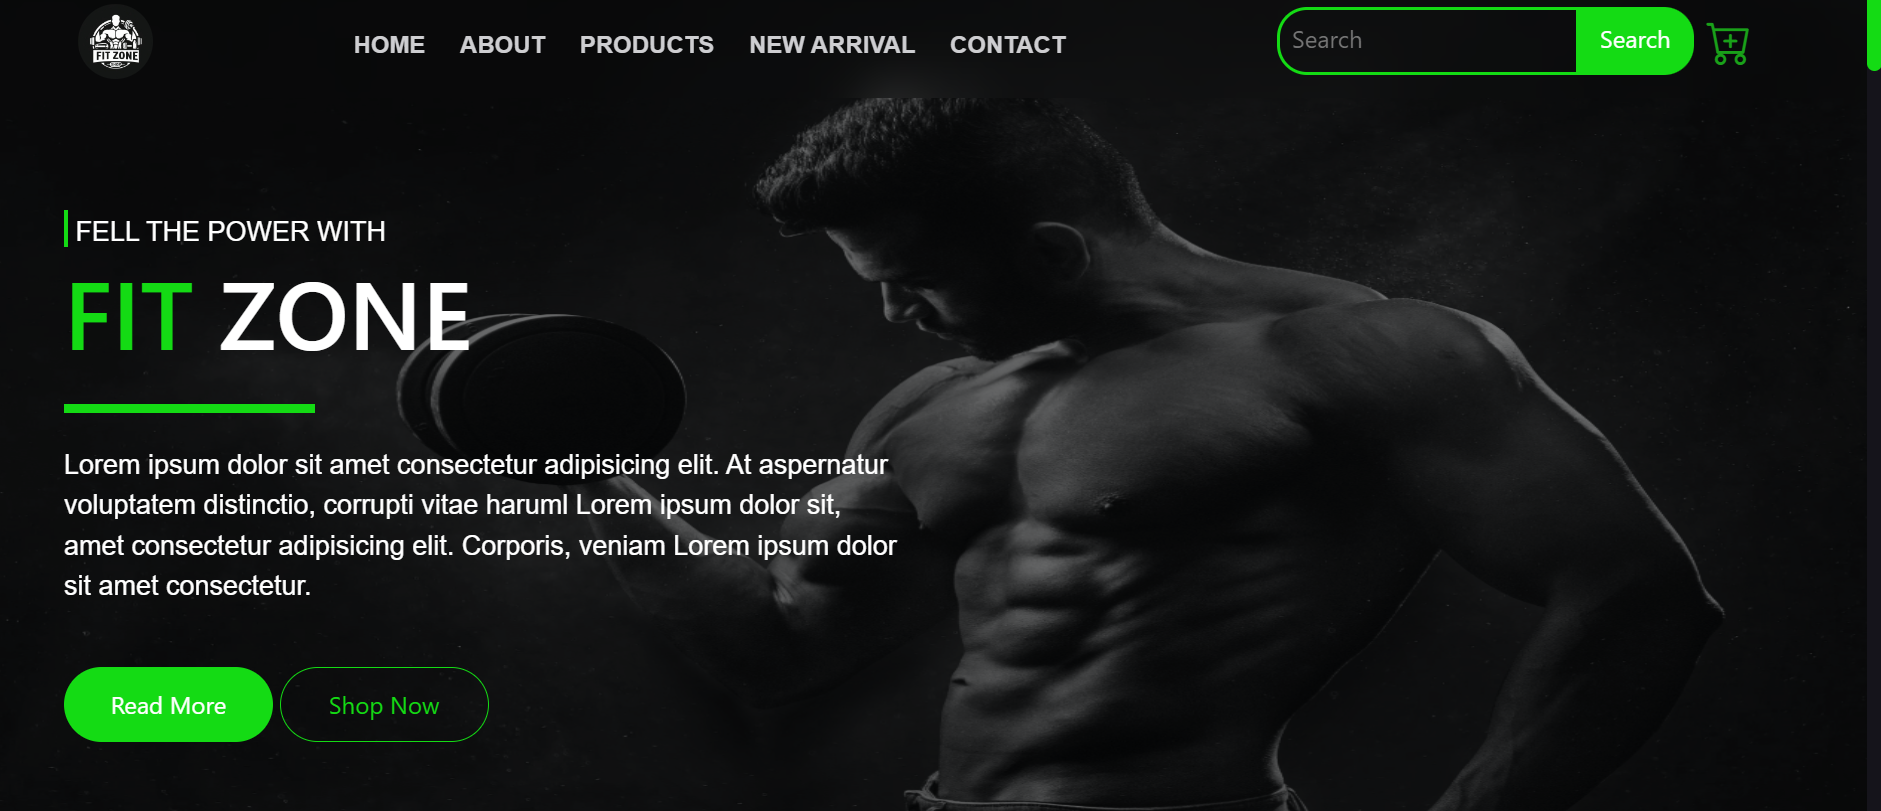 FIT ZONE
HOME ABOUT PRODUCTS NEW ARRIVAL CONTACT
Search Search
FELL THE POWER WITH
FIT ZONE
Lorem ipsum dolor sit amet consectetur adipisicing elit. At aspernatur
voluptatem distinctio, corrupti vitae haruml Lorem ipsum dolor sit,
amet consectetur adipisicing elit. Corporis, veniam Lorem ipsum dolor
sit amet consectetur.
Read More Shop Now